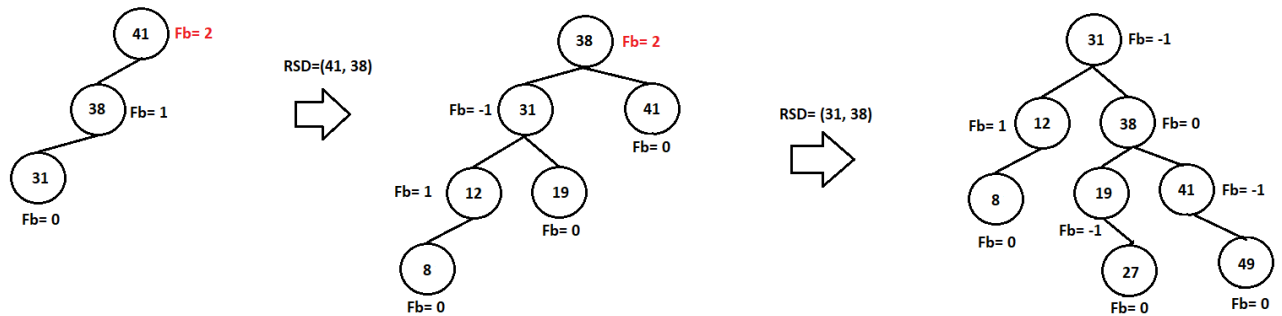 41 Fb= 2
38 Fb= 1
31
Fb= 0
RSD=(41, 38)
38 Fb= 2
Fb= -1 31 41
Fb= 0
Fb= 1 12 19
Fb= 0
8
Fb= 0
RSD= (31, 38)
31 Fb= -1
Fb= 1 12 38 Fb= 0
8 19 41 Fb= -1
Fb= 0 Fb= -1
27 49
Fb= 0 Fb= 0